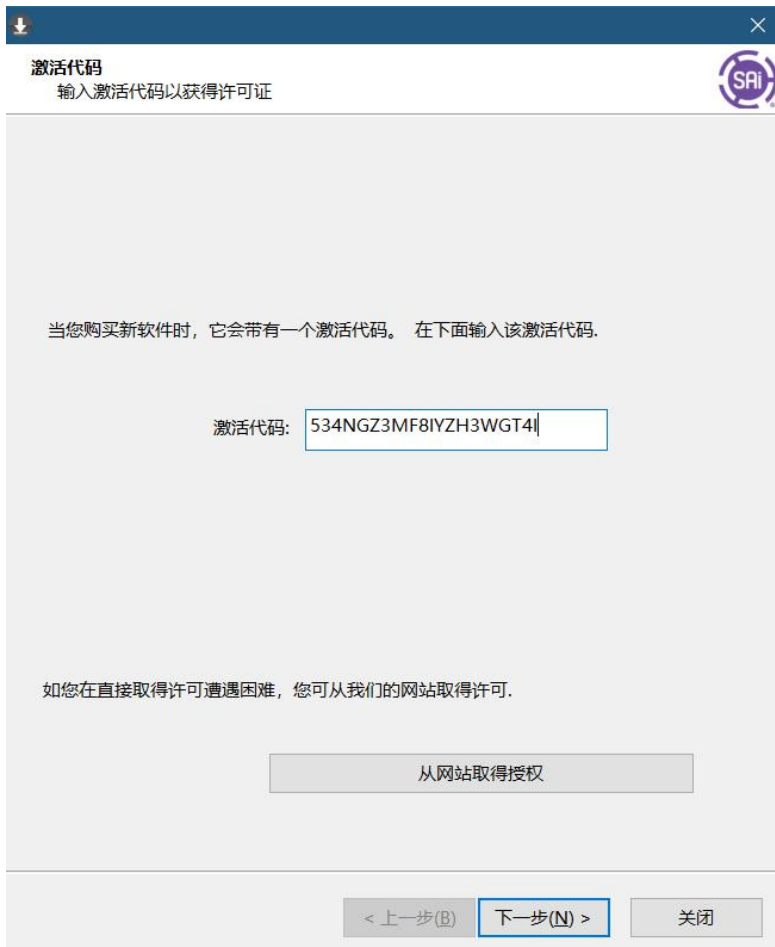 激活代码
输入激活代码以获得许可证
SAi
当您购买新软件时，它会带有一个激活代码。 在下面输入该激活代码.
激活代码: 534NGZ3MF8IYZH3WGT4I
如您在直接取得许可遭遇困难，您可从我们的网站取得许可.
从网站取得授权
< 上一步(B) 下一步(N) > 关闭